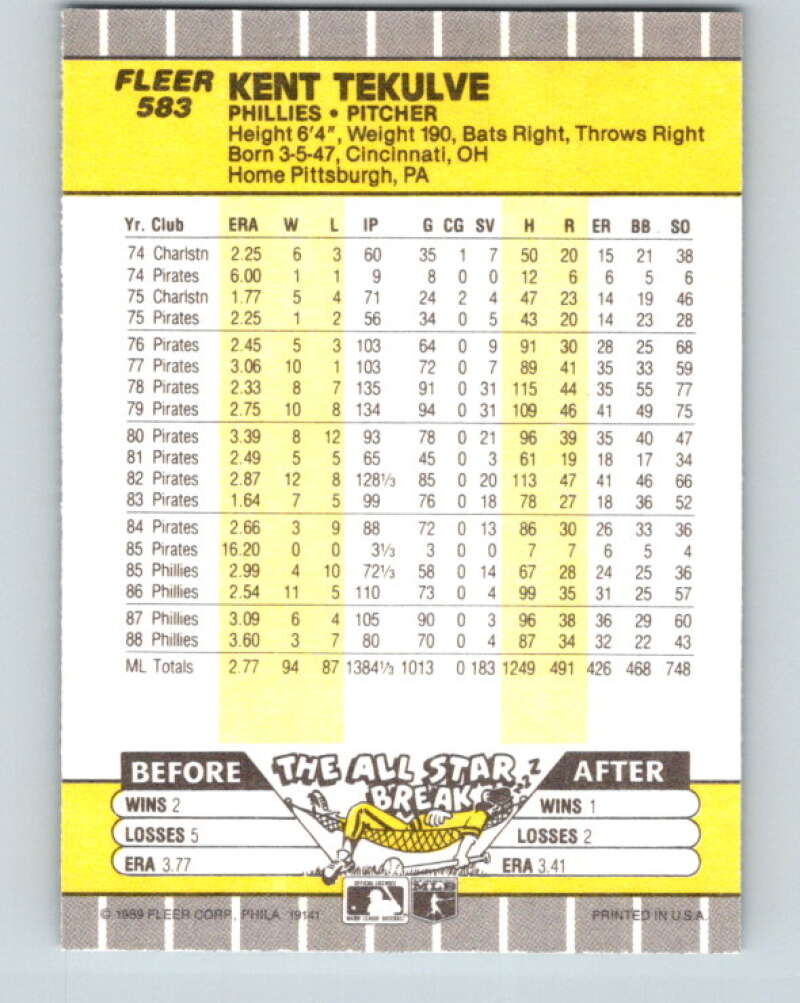 FLEER KENT TEKULVE
583 PHILLIES • PITCHER
Height 6'4", Weight 190, Bats Right, Throws Right
Born 3-5-47, Cincinnati, OH
Home Pittsburgh, PA
Yr. Club ERA W L IP G CG SV H R ER BB SO
74 Charlstn 2.25 6 3 60 35 1 7 50 20 15 21 38
74 Pirates 6.00 1 1 9 8 0 0 12 6 6 5 6
75 Charlstn 1.77 5 4 71 24 2 4 47 23 14 19 46
75 Pirates 2.25 1 2 56 34 0 5 43 20 14 23 28
76 Pirates 2.45 5 3 103 64 0 9 91 30 28 25 68
77 Pirates 3.06 10 1 103 72 0 7 89 41 35 33 59
78 Pirates 2.33 8 7 135 91 0 31 115 44 35 55 77
79 Pirates 2.75 10 8 134 94 0 31 109 46 41 49 75
80 Pirates 3.39 8 12 93 78 0 21 96 39 35 40 47
81 Pirates 2.49 5 5 65 45 0 3 61 19 18 17 34
82 Pirates 2.87 12 8 128⅓ 85 0 20 113 47 41 46 66
83 Pirates 1.64 7 5 99 76 0 18 78 27 18 36 52
84 Pirates 2.66 3 9 88 72 0 13 86 30 26 33 36
85 Pirates 16.20 0 0 3⅓ 3 0 0 7 7 6 5 4
85 Phillies 2.99 4 10 72⅓ 58 0 14 67 28 24 25 36
86 Phillies 2.54 11 5 110 73 0 4 99 35 31 25 57
87 Phillies 3.09 6 4 105 90 0 3 96 38 36 29 60
88 Phillies 3.60 3 7 80 70 0 4 87 34 32 22 43
ML Totals 2.77 94 87 1384⅓ 1013 0 183 1249 491 426 468 748
BEFORE THE ALL STAR BREAK ZZZ AFTER
WINS 2 WINS 1
LOSSES 5 LOSSES 2
ERA 3.77 ERA 3.41
© 1989 FLEER CORP., PHILA. 19141 OFFICIAL LICENSEE MAJOR LEAGUE BASEBALL MLB PRINTED IN U.S.A.